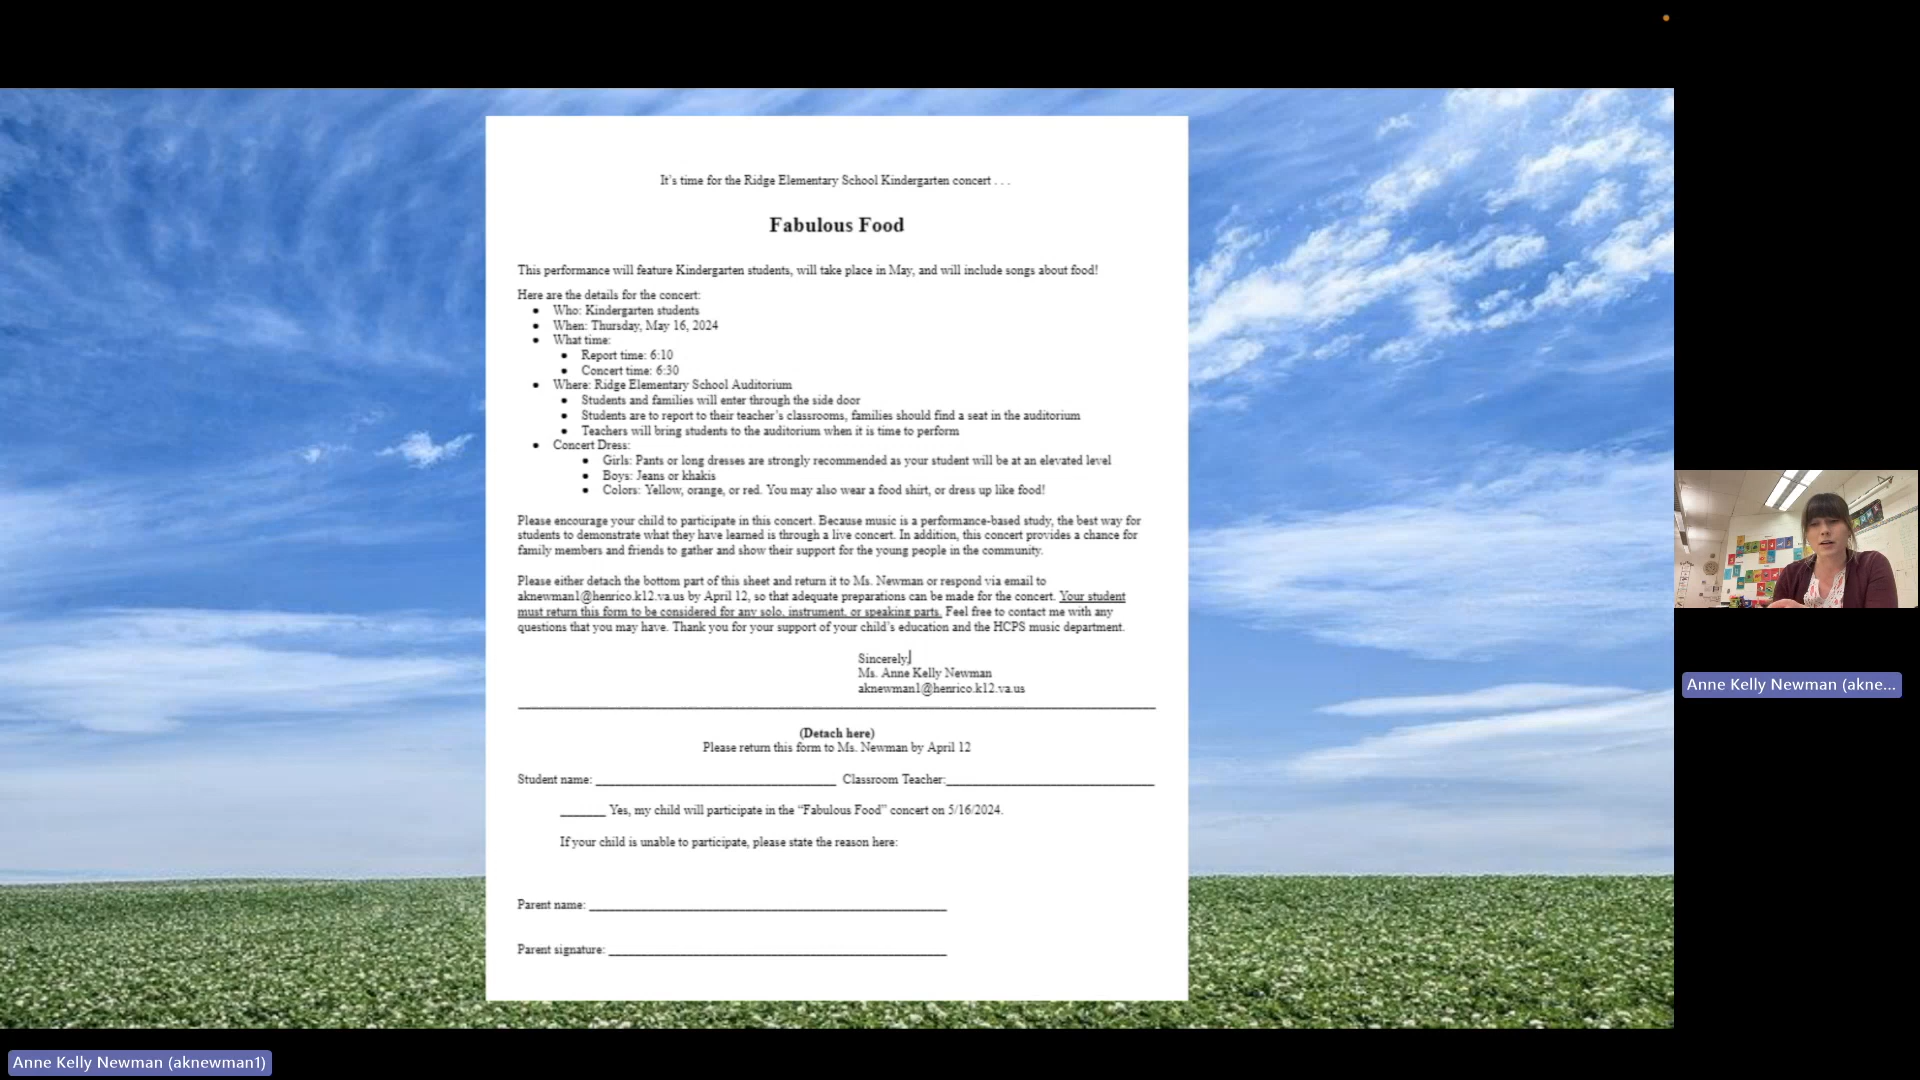 It's time for the Ridge Elementary School Kindergarten concert . . .
Fabulous Food
This performance will feature Kindergarten students, will take place in May, and will include songs about food!
Here are the details for the concert:
● Who: Kindergarten students
● When: Thursday, May 16, 2024
● What time:
● Report time: 6:10
● Concert time: 6:30
● Where: Ridge Elementary School Auditorium
● Students and families will enter through the side door
● Students are to report to their teacher's classrooms, families should find a seat in the auditorium
● Teachers will bring students to the auditorium when it is time to perform
● Concert Dress:
● Girls: Pants or long dresses are strongly recommended as your student will be at an elevated level
● Boys: Jeans or khakis
● Colors: Yellow, orange, or red. You may also wear a food shirt, or dress up like food!
Please encourage your child to participate in this concert. Because music is a performance-based study, the best way for
students to demonstrate what they have learned is through a live concert. In addition, this concert provides a chance for
family members and friends to gather and show their support for the young people in the community.
Please either detach the bottom part of this sheet and return it to Ms. Newman or respond via email to
aknewman1@henrico.k12.va.us by April 12, so that adequate preparations can be made for the concert. Your student
must return this form to be considered for any solo, instrument, or speaking parts. Feel free to contact me with any
questions that you may have. Thank you for your support of your child's education and the HCPS music department.
Sincerely,
Ms. Anne Kelly Newman
aknewman1@henrico.k12.va.us
(Detach here)
Please return this form to Ms. Newman by April 12
Student name: ____________________ Classroom Teacher:____________________
_______ Yes, my child will participate in the “Fabulous Food” concert on 5/16/2024.
If your child is unable to participate, please state the reason here:
Parent name: ____________________
Parent signature: ____________________
Anne Kelly Newman (akne...
Anne Kelly Newman (aknewman1)